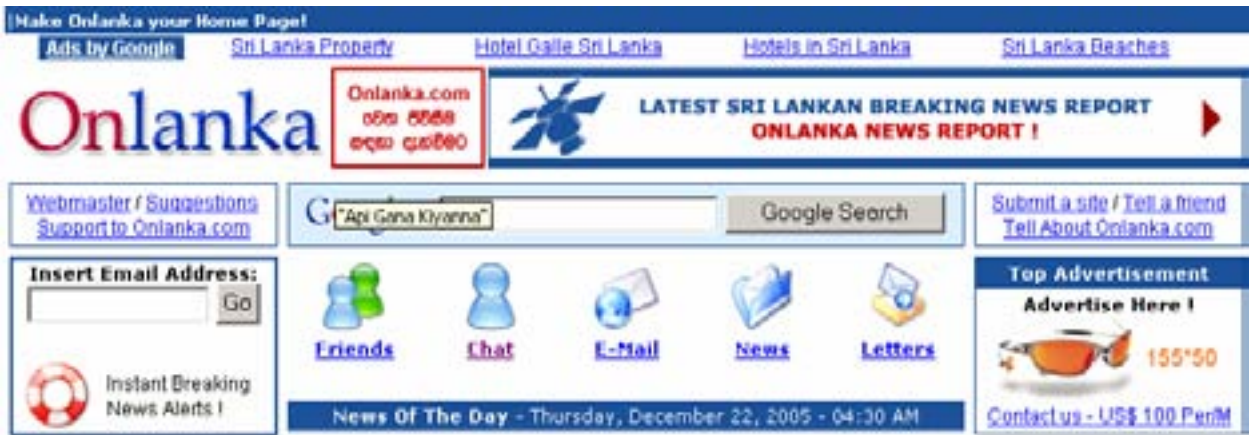 Make Onlanka your Home Page!
Ads by Google Sri Lanka Property Hotel Galle Sri Lanka Hotels in Sri Lanka Sri Lanka Beaches
Onlanka
Onlanka.com
වෙත පිවිසීම
සඳහා දැන්වීමට
LATEST SRI LANKAN BREAKING NEWS REPORT
ONLANKA NEWS REPORT !
Webmaster / Suggestions
Support to Onlanka.com
"Api Gana Kiyanna"
Google Search
Submit a site / Tell a friend
Tell About Onlanka.com
Insert Email Address:
Go
Instant Breaking
News Alerts !
Friends Chat E-Mail News Letters
News Of The Day - Thursday, December 22, 2005 - 04:30 AM
Top Advertisement
Advertise Here !
155*50
Contact us - US$ 100 Per/M